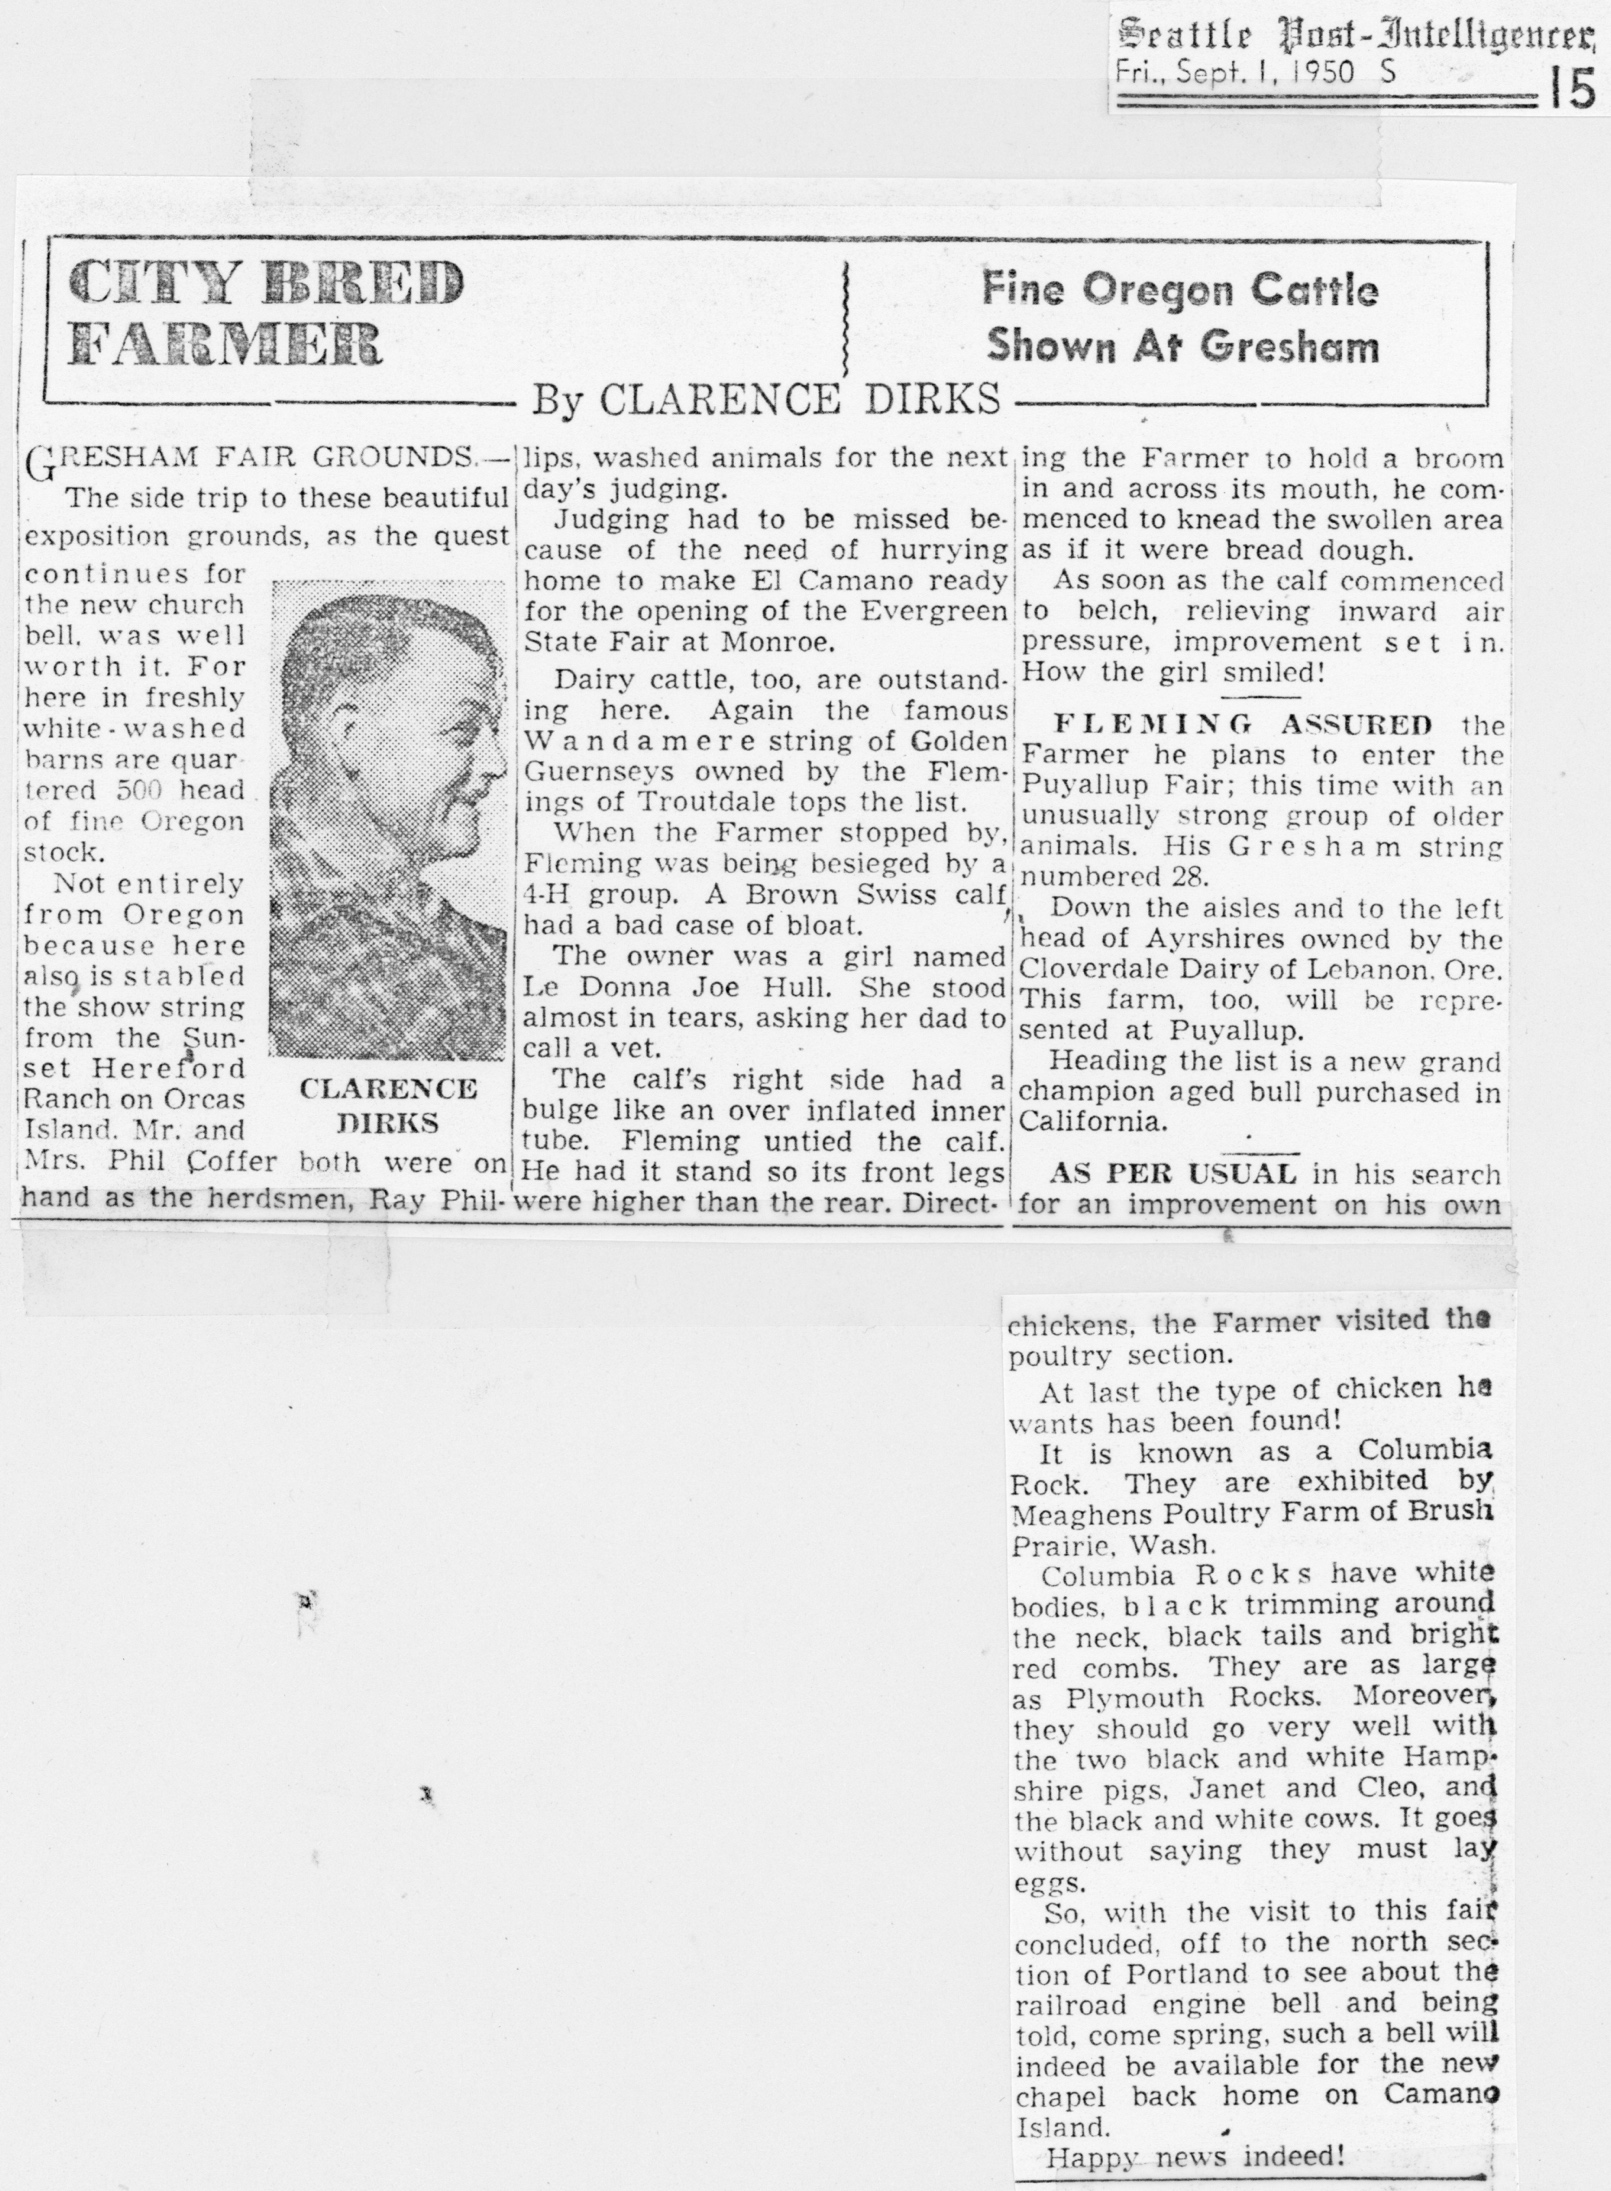 Seattle Post-Intelligencer,
Fri., Sept. 1, 1950 S 15
CITY BRED
FARMER
Fine Oregon Cattle
Shown At Gresham
By CLARENCE DIRKS
GRESHAM FAIR GROUNDS.—
The side trip to these beautiful
exposition grounds, as the quest
continues for
the new church
bell, was well
worth it. For
here in freshly
white-washed
barns are quar-
tered 500 head
of fine Oregon
stock.
Not entirely
from Oregon
because here
also is stabled
the show string
from the Sun-
set Hereford
Ranch on Orcas
Island. Mr. and
Mrs. Phil Coffer both were on
hand as the herdsmen, Ray Phil-
CLARENCE
DIRKS
lips, washed animals for the next
day's judging.
Judging had to be missed be-
cause of the need of hurrying
home to make El Camano ready
for the opening of the Evergreen
State Fair at Monroe.
Dairy cattle, too, are outstand-
ing here. Again the famous
Wandamere string of Golden
Guernseys owned by the Flem-
ings of Troutdale tops the list.
When the Farmer stopped by,
Fleming was being besieged by a
4-H group. A Brown Swiss calf
had a bad case of bloat.
The owner was a girl named
Le Donna Joe Hull. She stood
almost in tears, asking her dad to
call a vet.
The calf's right side had a
bulge like an over inflated inner
tube. Fleming untied the calf.
He had it stand so its front legs
were higher than the rear. Direct-
ing the Farmer to hold a broom
in and across its mouth, he com-
menced to knead the swollen area
as if it were bread dough.
As soon as the calf commenced
to belch, relieving inward air
pressure, improvement set in.
How the girl smiled!
FLEMING ASSURED the
Farmer he plans to enter the
Puyallup Fair; this time with an
unusually strong group of older
animals. His Gresham string
numbered 28.
Down the aisles and to the left
head of Ayrshires owned by the
Cloverdale Dairy of Lebanon, Ore.
This farm, too, will be repre-
sented at Puyallup.
Heading the list is a new grand
champion aged bull purchased in
California.
AS PER USUAL in his search
for an improvement on his own
chickens, the Farmer visited the
poultry section.
At last the type of chicken he
wants has been found!
It is known as a Columbia
Rock. They are exhibited by
Meaghens Poultry Farm of Brush
Prairie, Wash.
Columbia Rocks have white
bodies, black trimming around
the neck, black tails and bright
red combs. They are as large
as Plymouth Rocks. Moreover,
they should go very well with
the two black and white Hamp-
shire pigs, Janet and Cleo, and
the black and white cows. It goes
without saying they must lay
eggs.
So, with the visit to this fair
concluded, off to the north sec-
tion of Portland to see about the
railroad engine bell and being
told, come spring, such a bell will
indeed be available for the new
chapel back home on Camano
Island.
Happy news indeed!